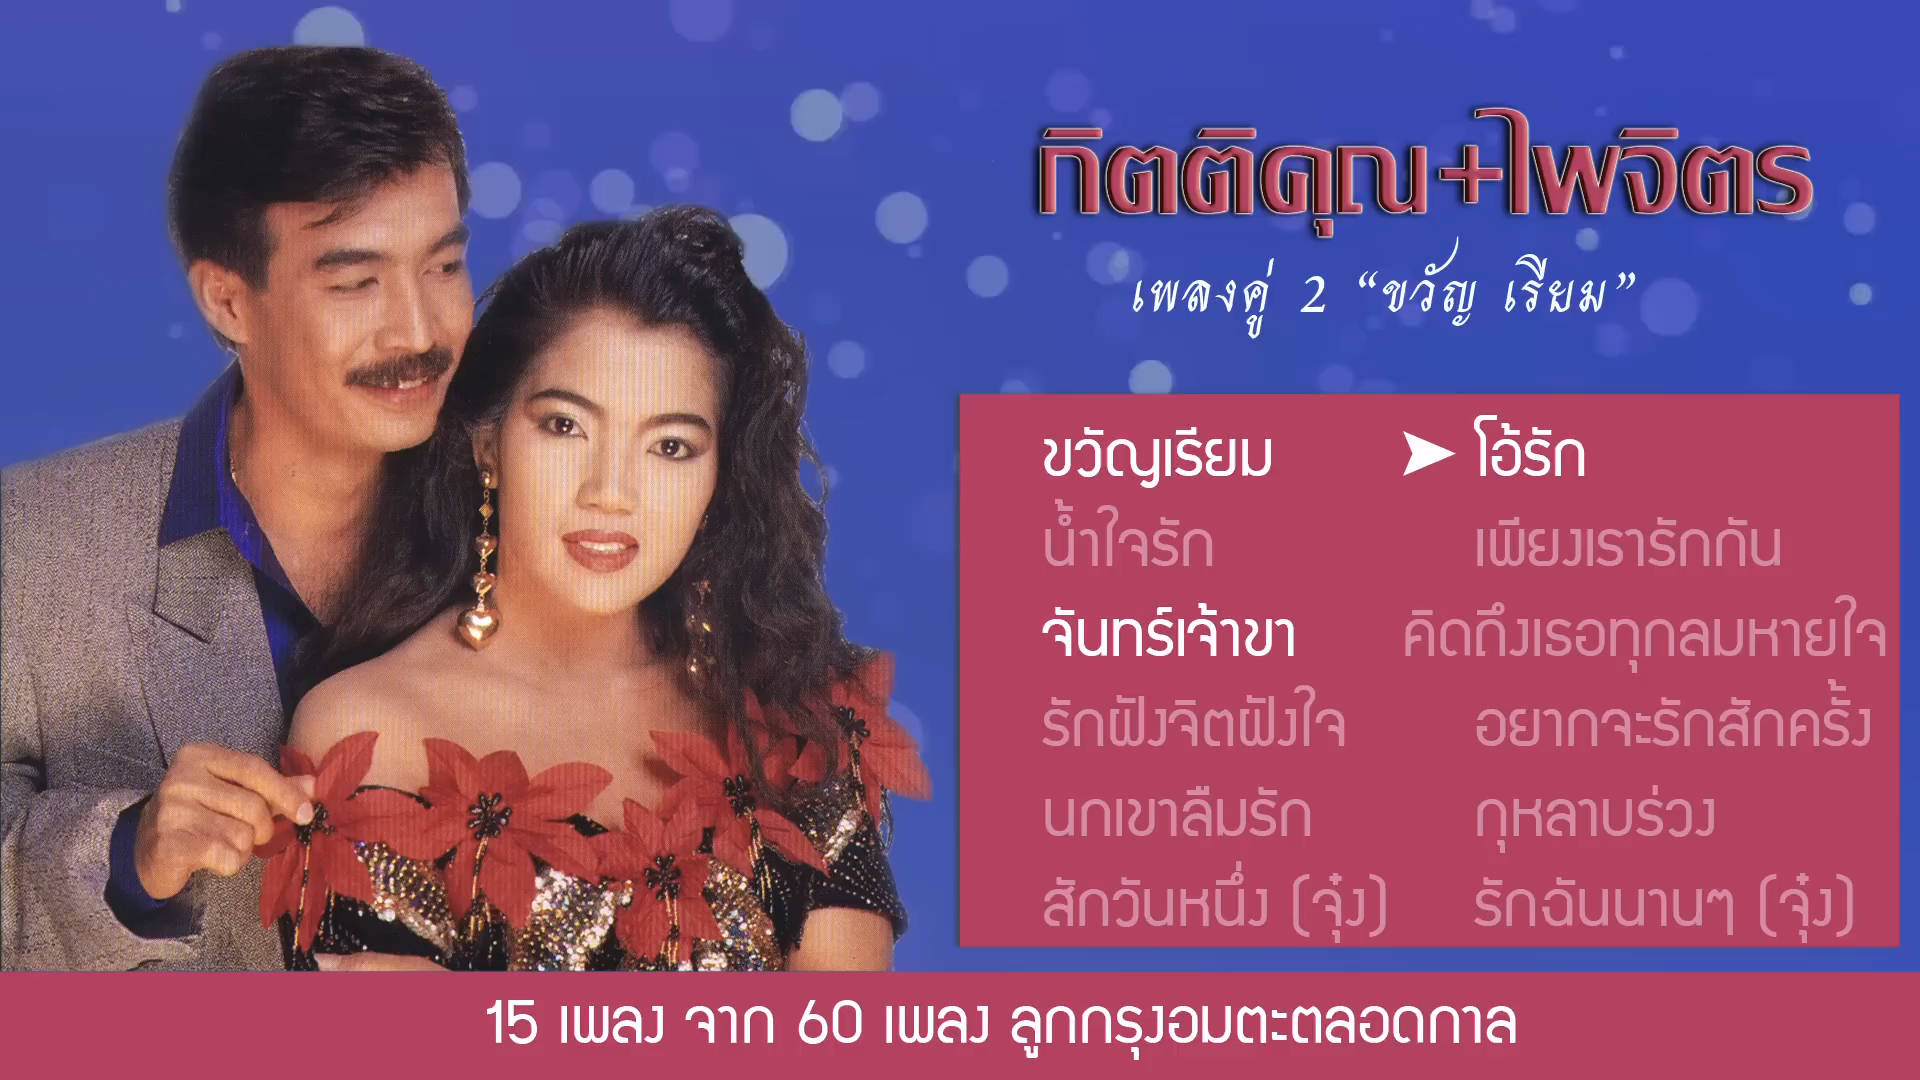 กิตติคุณ+ไพจิตร
เพลงคู่ 2 “ขวัญ เรียม”
ขวัญเรียม
น้ำใจรัก
จันทร์เจ้าขา
รักฝังจิตฝังใจ
นกเขาลืมรัก
สักวันหนึ่ง (จุ๋ง)
➤ โอ้รัก
เพียงเรารักกัน
คิดถึงเธอทุกลมหายใจ
อยากจะรักสักครั้ง
กุหลาบร่วง
รักฉันนานๆ (จุ๋ง)
15 เพลง จาก 60 เพลง ลูกกรุงอมตะตลอดกาล